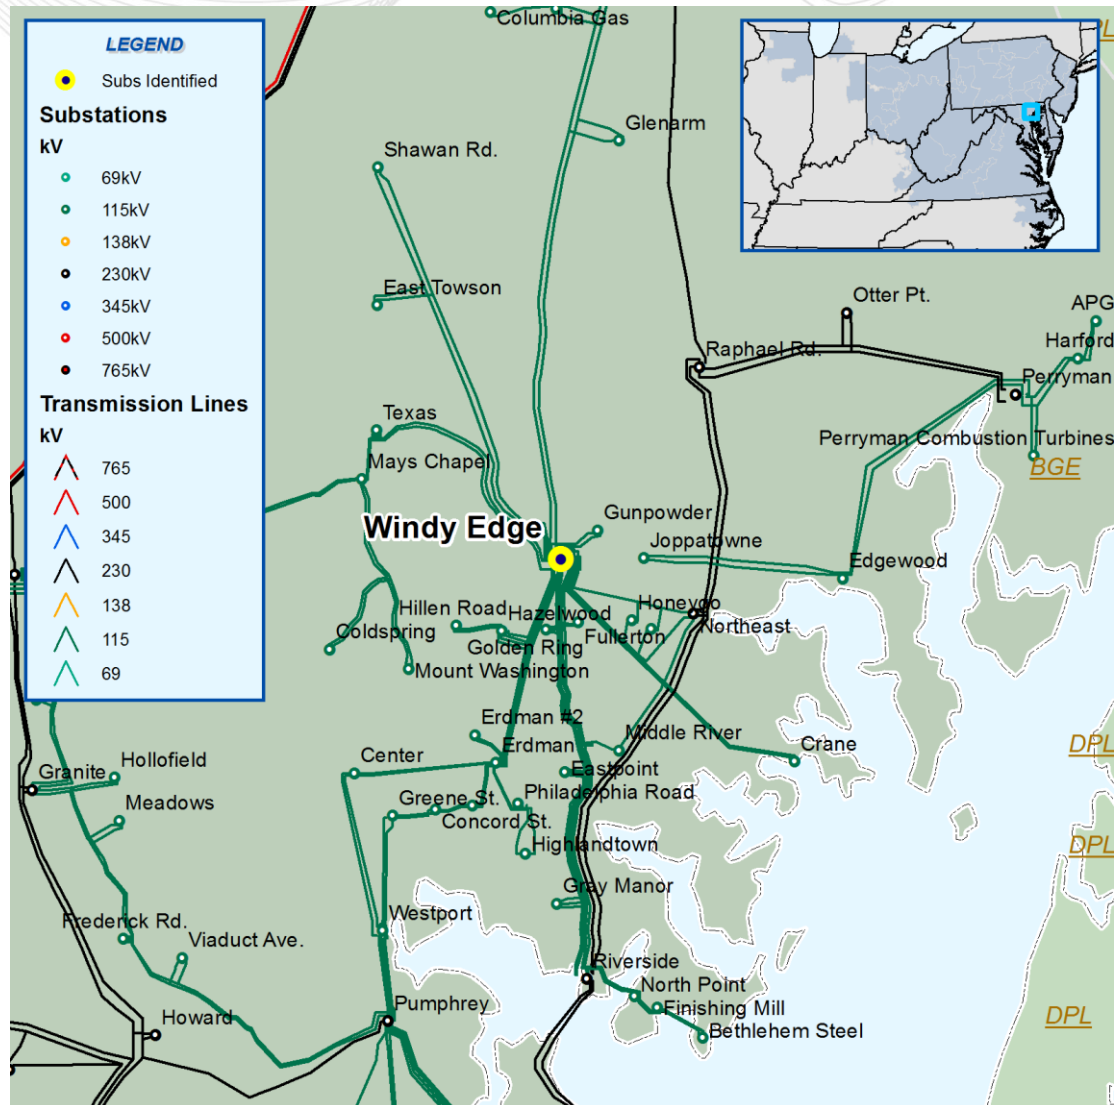 LEGEND
Subs Identified
Substations
kV
69kV
115kV
138kV
230kV
345kV
500kV
765kV
Transmission Lines
kV
765
500
345
230
138
115
69
Columbia Gas
Glenarm
Shawan Rd.
East Towson
Otter Pt.
APG
Harford
Raphael Rd.
Perryman
Texas
Perryman Combustion Turbines
Mays Chapel
BGE
Windy Edge
Gunpowder
Joppatowne
Edgewood
Hillen Road
Hazelwood
Honeygo
Coldspring
Golden Ring
Fullerton
Northeast
Mount Washington
Erdman #2
Middle River
Crane
DPL
Center
Erdman
Hollofield
Granite
Eastpoint
Meadows
Greene St.
Philadelphia Road
Concord St.
Highlandtown
DPL
Gray Manor
Frederick Rd.
Westport
Viaduct Ave.
Riverside
North Point
Howard
Pumphrey
Finishing Mill
DPL
Bethlehem Steel